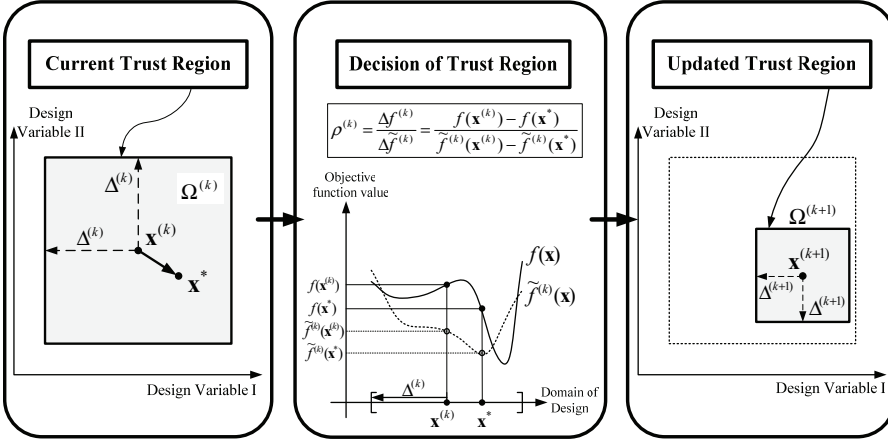 Current Trust Region
Design
Variable II
Δ^(k)
Ω^(k)
Δ^(k)
x^(k)
x^*
Design Variable I
Decision of Trust Region
ρ^(k) = Δf^(k) / Δf̃^(k) = (f(x^(k)) − f(x^*)) / (f̃^(k)(x^(k)) − f̃^(k)(x^*))
Objective
function value
f(x)
f̃^(k)(x)
f(x^(k))
f(x^*)
f̃^(k)(x^(k))
f̃^(k)(x^*)
Δ^(k)
Domain of
Design
x^(k)
x^*
Updated Trust Region
Design
Variable II
Ω^(k+1)
x^(k+1)
Δ^(k+1)
Δ^(k+1)
Design Variable I